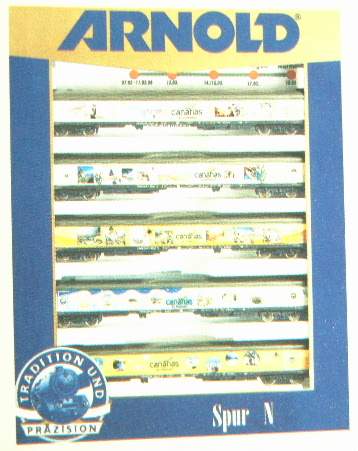 ARNOLD®
canarias
canarias
canarias
canarias
canarias
TRADITION UND
PRÄZISION
Spur N